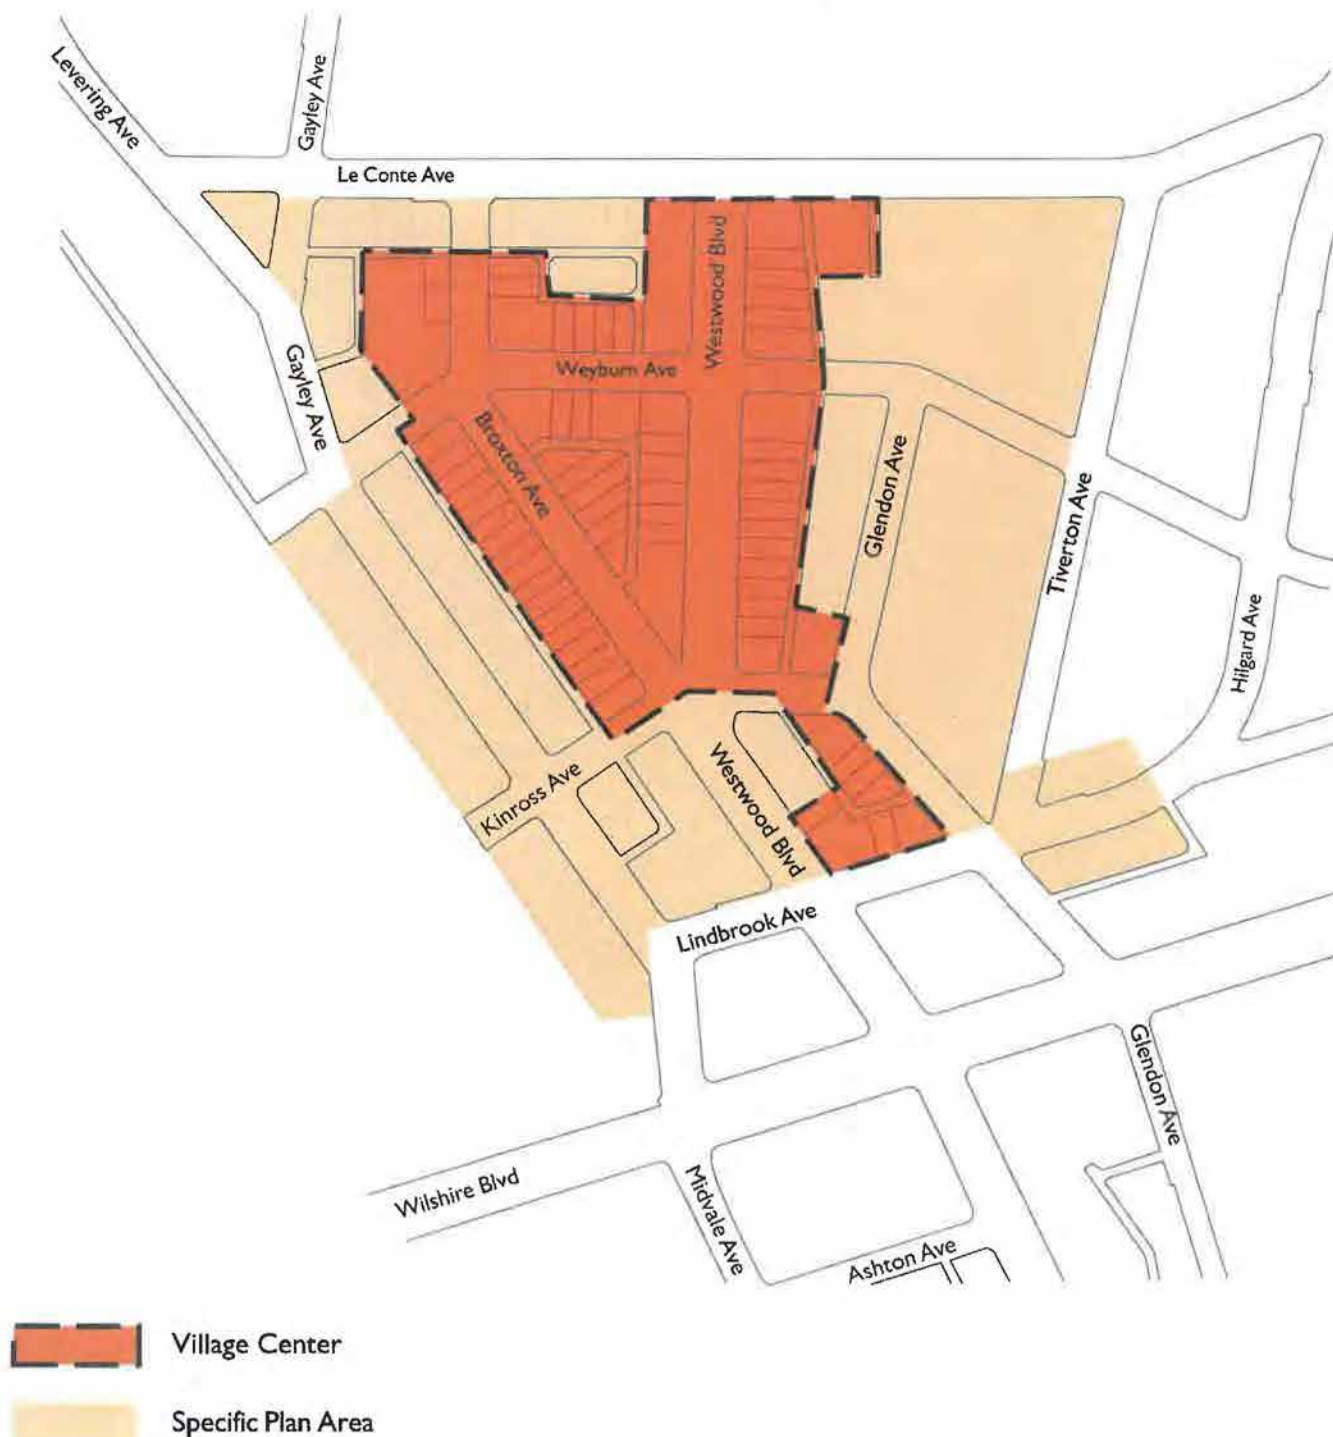 Levering Ave
Gayley Ave
Le Conte Ave
Westwood Blvd
Weyburn Ave
Gayley Ave
Broxton Ave
Glendon Ave
Tiverton Ave
Hilgard Ave
Kinross Ave
Westwood Blvd
Lindbrook Ave
Glendon Ave
Wilshire Blvd
Midvale Ave
Ashton Ave
Village Center
Specific Plan Area